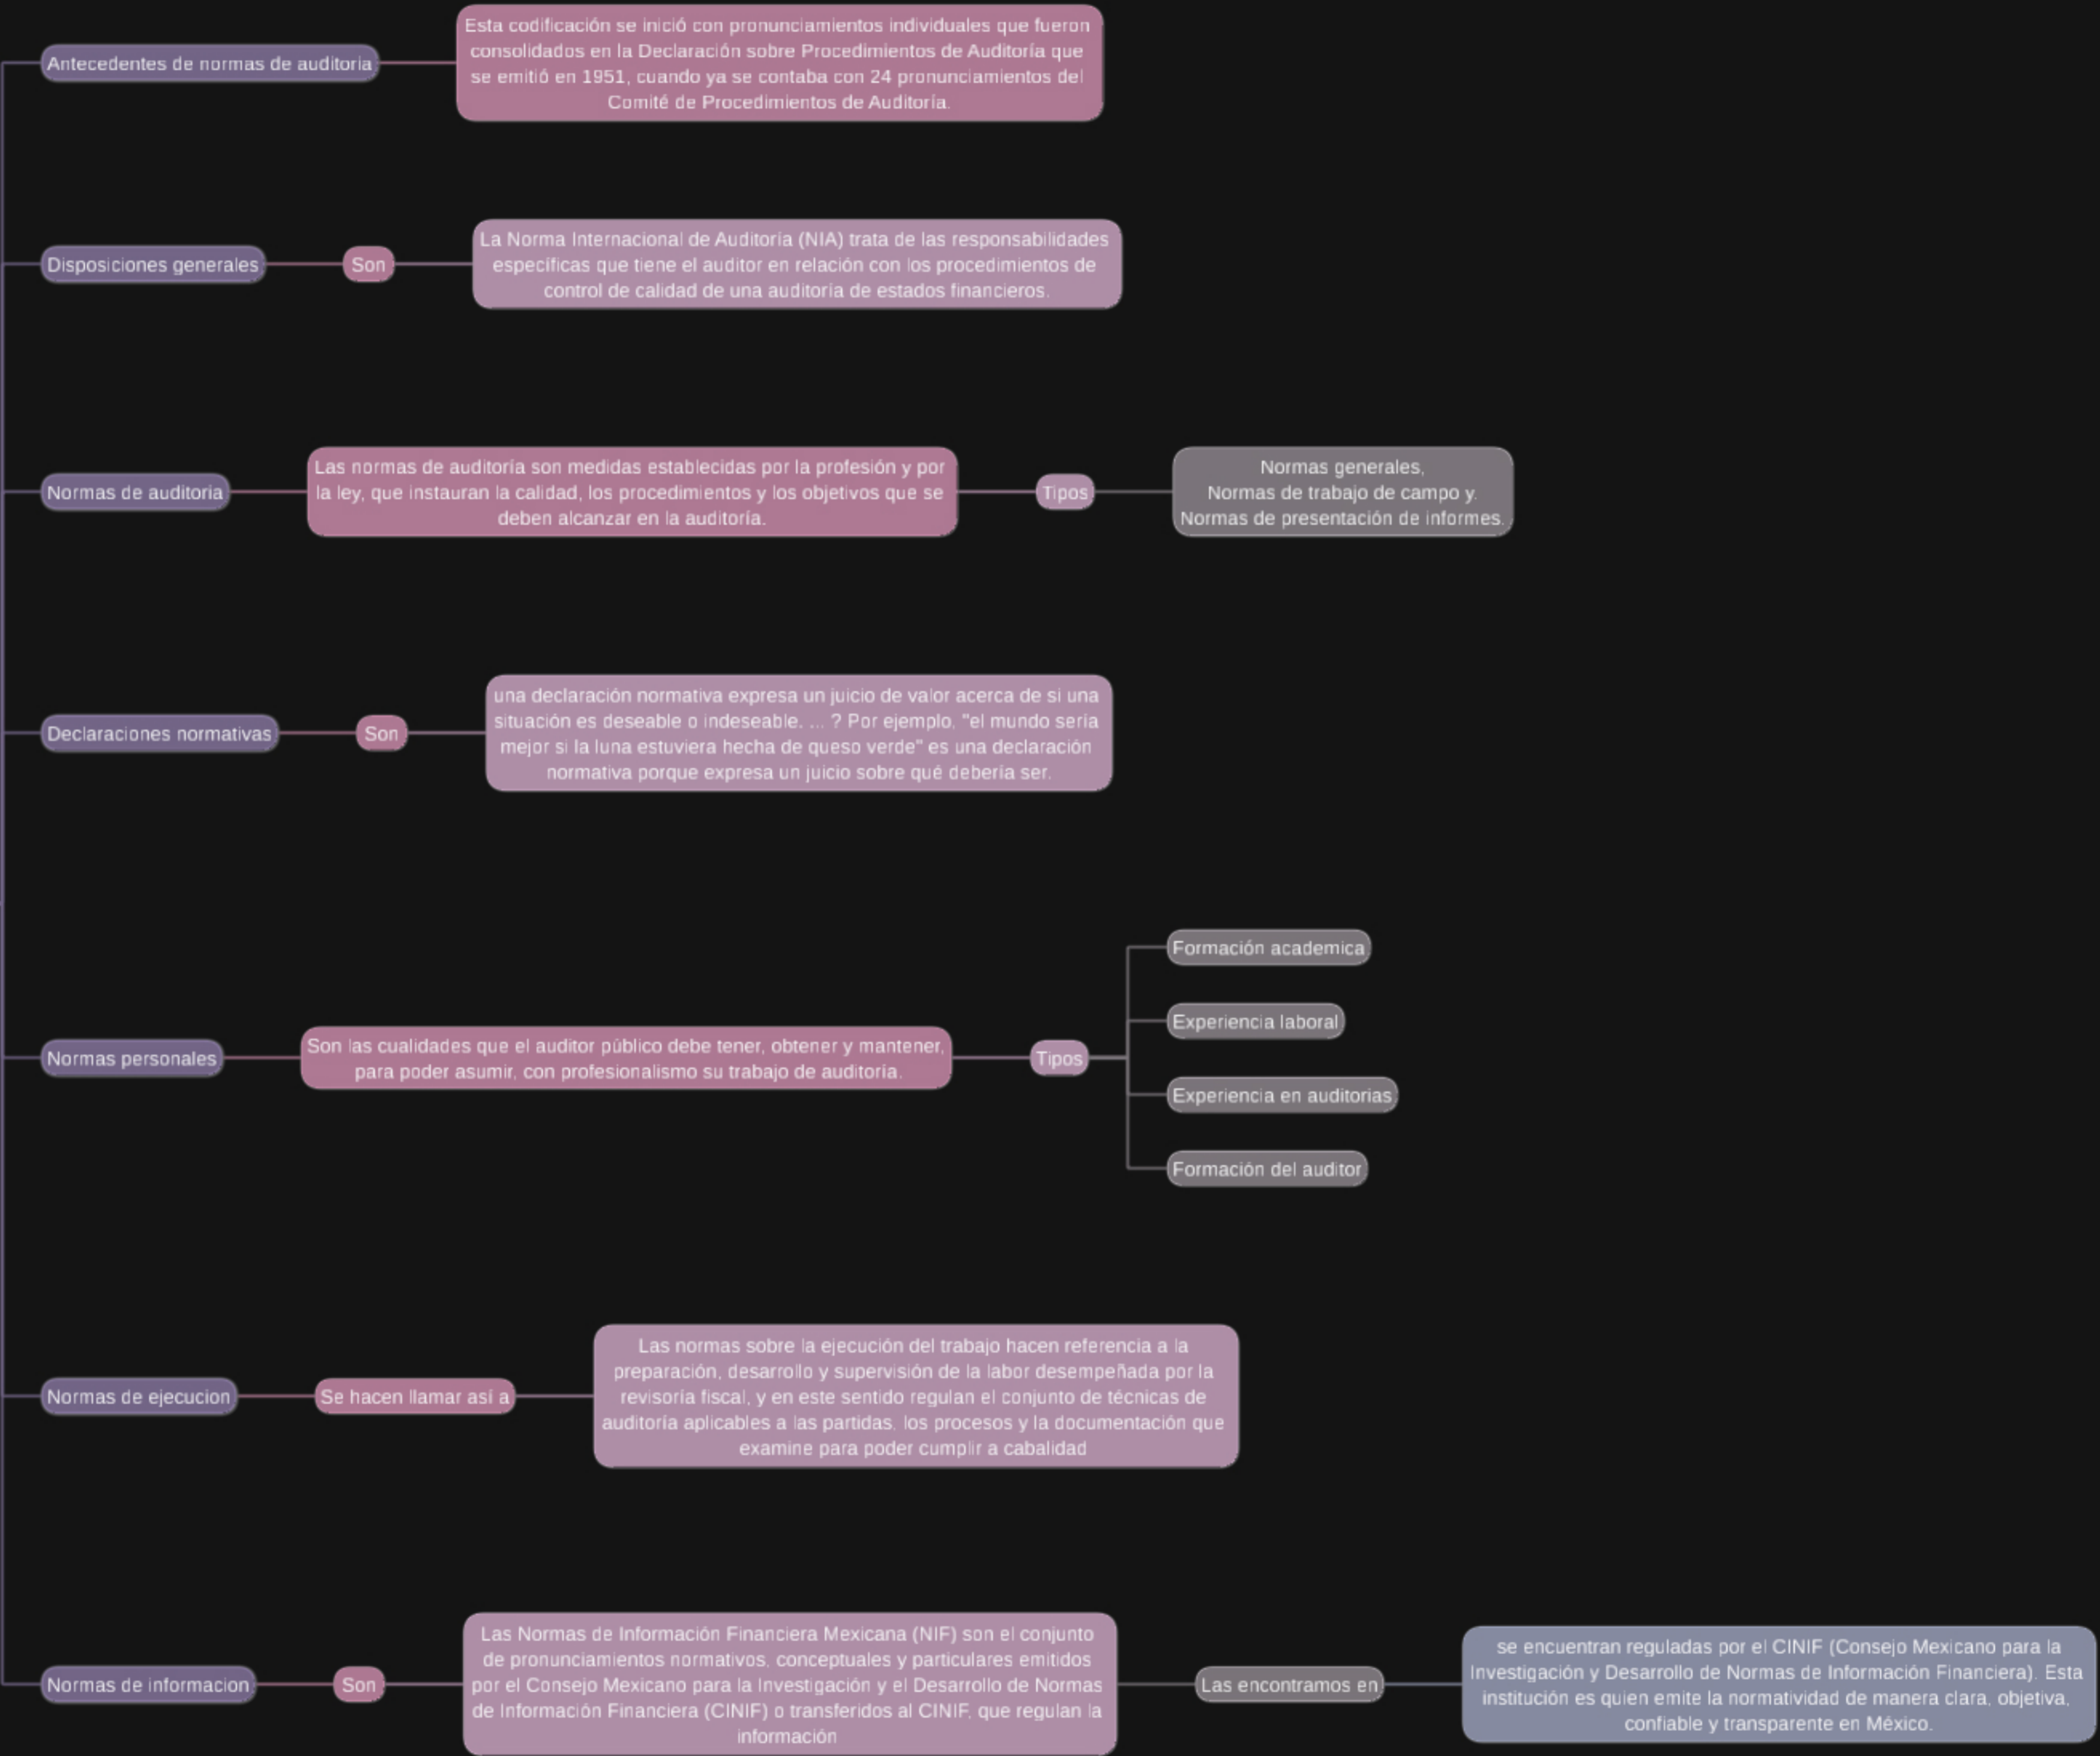 Antecedentes de normas de auditoria
Esta codificación se inició con pronunciamientos individuales que fueron
consolidados en la Declaración sobre Procedimientos de Auditoría que
se emitió en 1951, cuando ya se contaba con 24 pronunciamientos del
Comité de Procedimientos de Auditoría.
Disposiciones generales
Son
La Norma Internacional de Auditoría (NIA) trata de las responsabilidades
específicas que tiene el auditor en relación con los procedimientos de
control de calidad de una auditoría de estados financieros.
Normas de auditoria
Las normas de auditoría son medidas establecidas por la profesión y por
la ley, que instauran la calidad, los procedimientos y los objetivos que se
deben alcanzar en la auditoría.
Tipos
Normas generales,
Normas de trabajo de campo y.
Normas de presentación de informes.
Declaraciones normativas
Son
una declaración normativa expresa un juicio de valor acerca de si una
situación es deseable o indeseable. ... ? Por ejemplo, "el mundo sería
mejor si la luna estuviera hecha de queso verde" es una declaración
normativa porque expresa un juicio sobre qué debería ser.
Normas personales
Son las cualidades que el auditor público debe tener, obtener y mantener,
para poder asumir, con profesionalismo su trabajo de auditoría.
Tipos
Formación academica
Experiencia laboral
Experiencia en auditorias
Formación del auditor
Normas de ejecucion
Se hacen llamar así a
Las normas sobre la ejecución del trabajo hacen referencia a la
preparación, desarrollo y supervisión de la labor desempeñada por la
revisoría fiscal, y en este sentido regulan el conjunto de técnicas de
auditoría aplicables a las partidas, los procesos y la documentación que
examine para poder cumplir a cabalidad
Normas de informacion
Son
Las Normas de Información Financiera Mexicana (NIF) son el conjunto
de pronunciamientos normativos, conceptuales y particulares emitidos
por el Consejo Mexicano para la Investigación y el Desarrollo de Normas
de Información Financiera (CINIF) o transferidos al CINIF, que regulan la
información
Las encontramos en
se encuentran reguladas por el CINIF (Consejo Mexicano para la
Investigación y Desarrollo de Normas de Información Financiera). Esta
institución es quien emite la normatividad de manera clara, objetiva,
confiable y transparente en México.